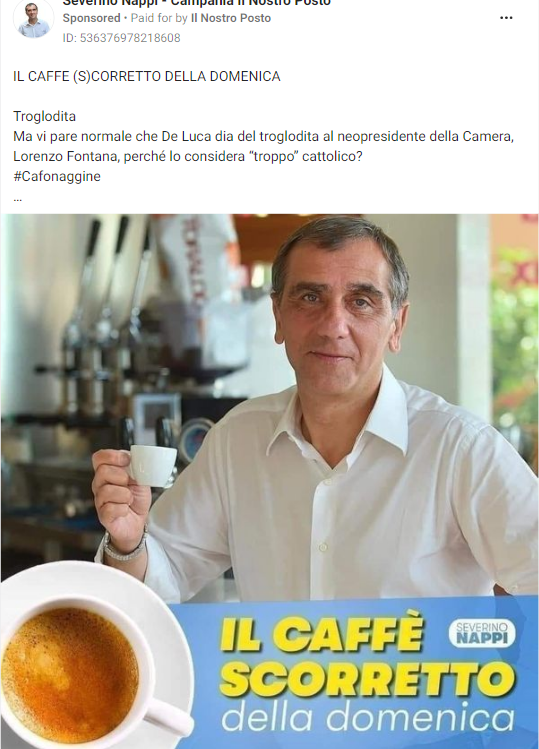 Severino Nappi - Campania Il Nostro Posto
Sponsored • Paid for by Il Nostro Posto
ID: 536376978218608
IL CAFFE (S)CORRETTO DELLA DOMENICA
Troglodita
Ma vi pare normale che De Luca dia del troglodita al neopresidente della Camera,
Lorenzo Fontana, perché lo considera “troppo” cattolico?
#Cafonaggine
...
IL CAFFÈ
SEVERINO
NAPPI
SCORRETTO
della domenica